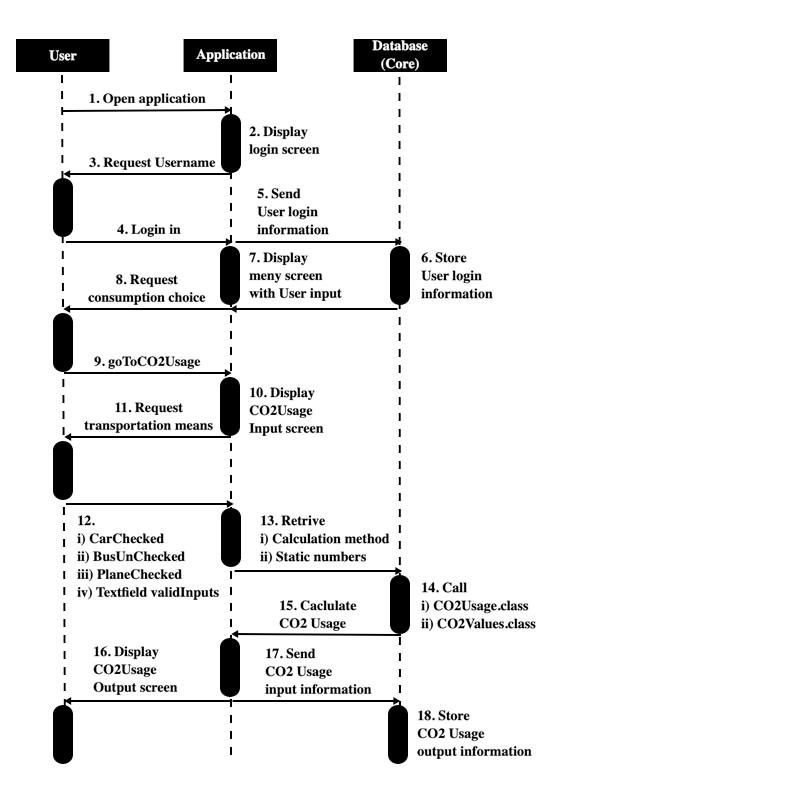 User
Application
Database
(Core)
1. Open application
2. Display
login screen
3. Request Username
4. Login in
5. Send
User login
information
6. Store
User login
information
7. Display
meny screen
with User input
8. Request
consumption choice
9. goToCO2Usage
10. Display
CO2Usage
Input screen
11. Request
transportation means
12.
i) CarChecked
ii) BusUnChecked
iii) PlaneChecked
iv) Textfield validInputs
13. Retrive
i) Calculation method
ii) Static numbers
14. Call
i) CO2Usage.class
ii) CO2Values.class
15. Caclulate
CO2 Usage
16. Display
CO2Usage
Output screen
17. Send
CO2 Usage
input information
18. Store
CO2 Usage
output information